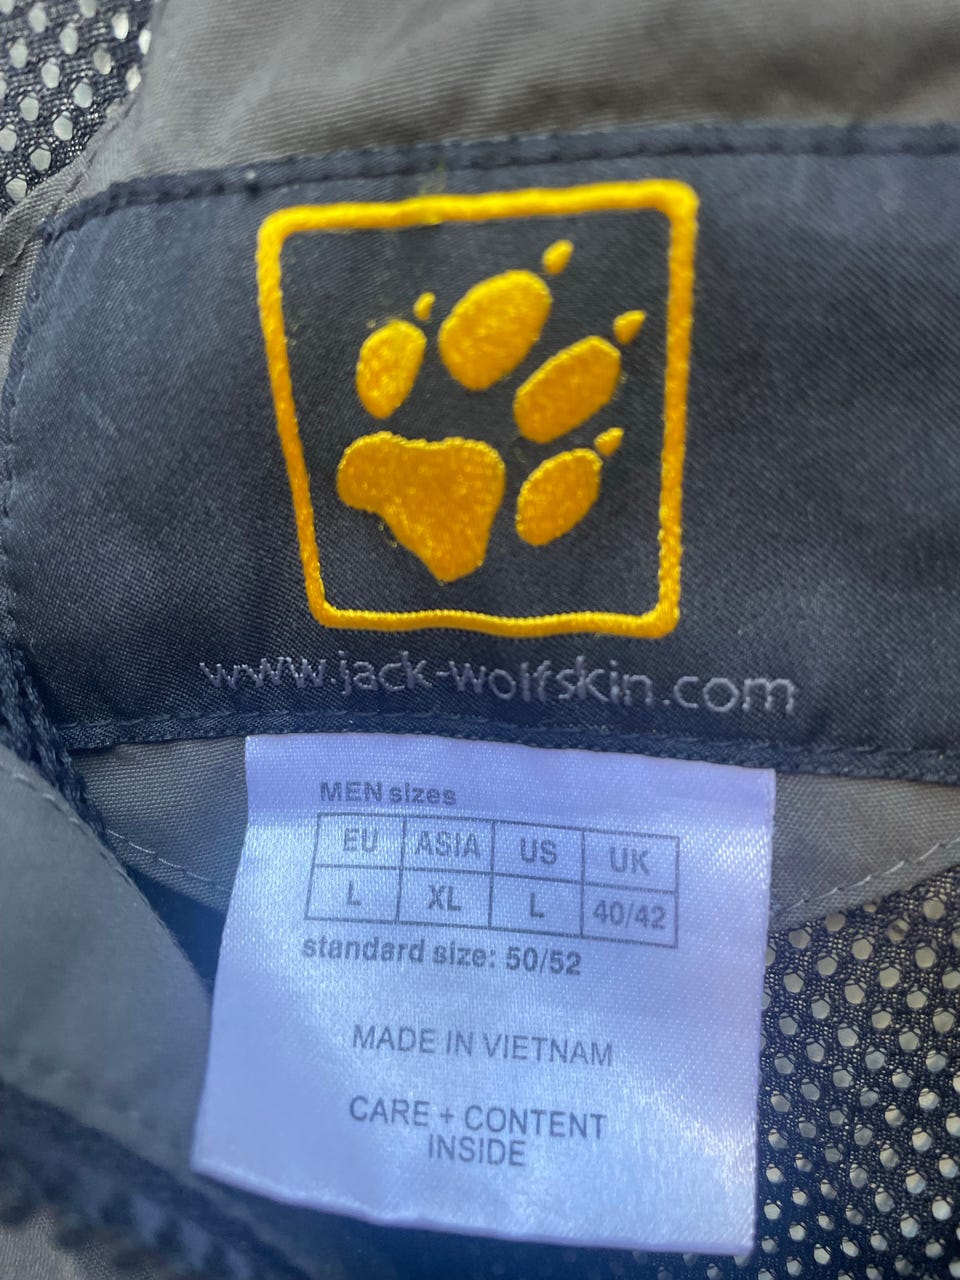 www.jack-wolfskin.com
MEN sizes
EU ASIA US UK
L XL L 40/42
standard size: 50/52
MADE IN VIETNAM
CARE + CONTENT
INSIDE